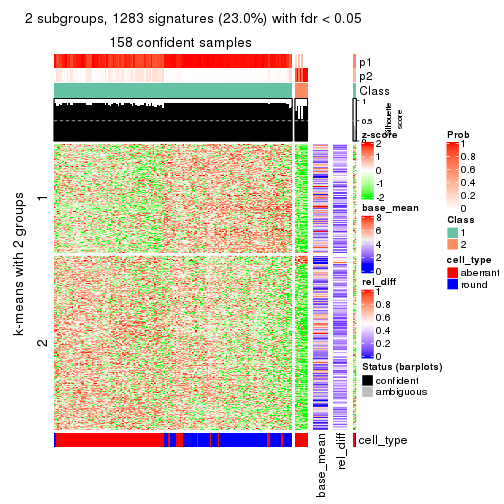 2 subgroups, 1283 signatures (23.0%) with fdr < 0.05
158 confident samples
p1
p2
Class
1
0.5
0
Silhouette
score
k-means with 2 groups
1
2
z-score
2
1
0
-1
-2
base_mean
8
6
4
2
0
rel_diff
1
0.8
0.6
0.4
0.2
0
Status (barplots)
confident
ambiguous
Prob
1
0.8
0.6
0.4
0.2
0
Class
1
2
cell_type
aberrant
round
cell_type
base_mean
rel_diff